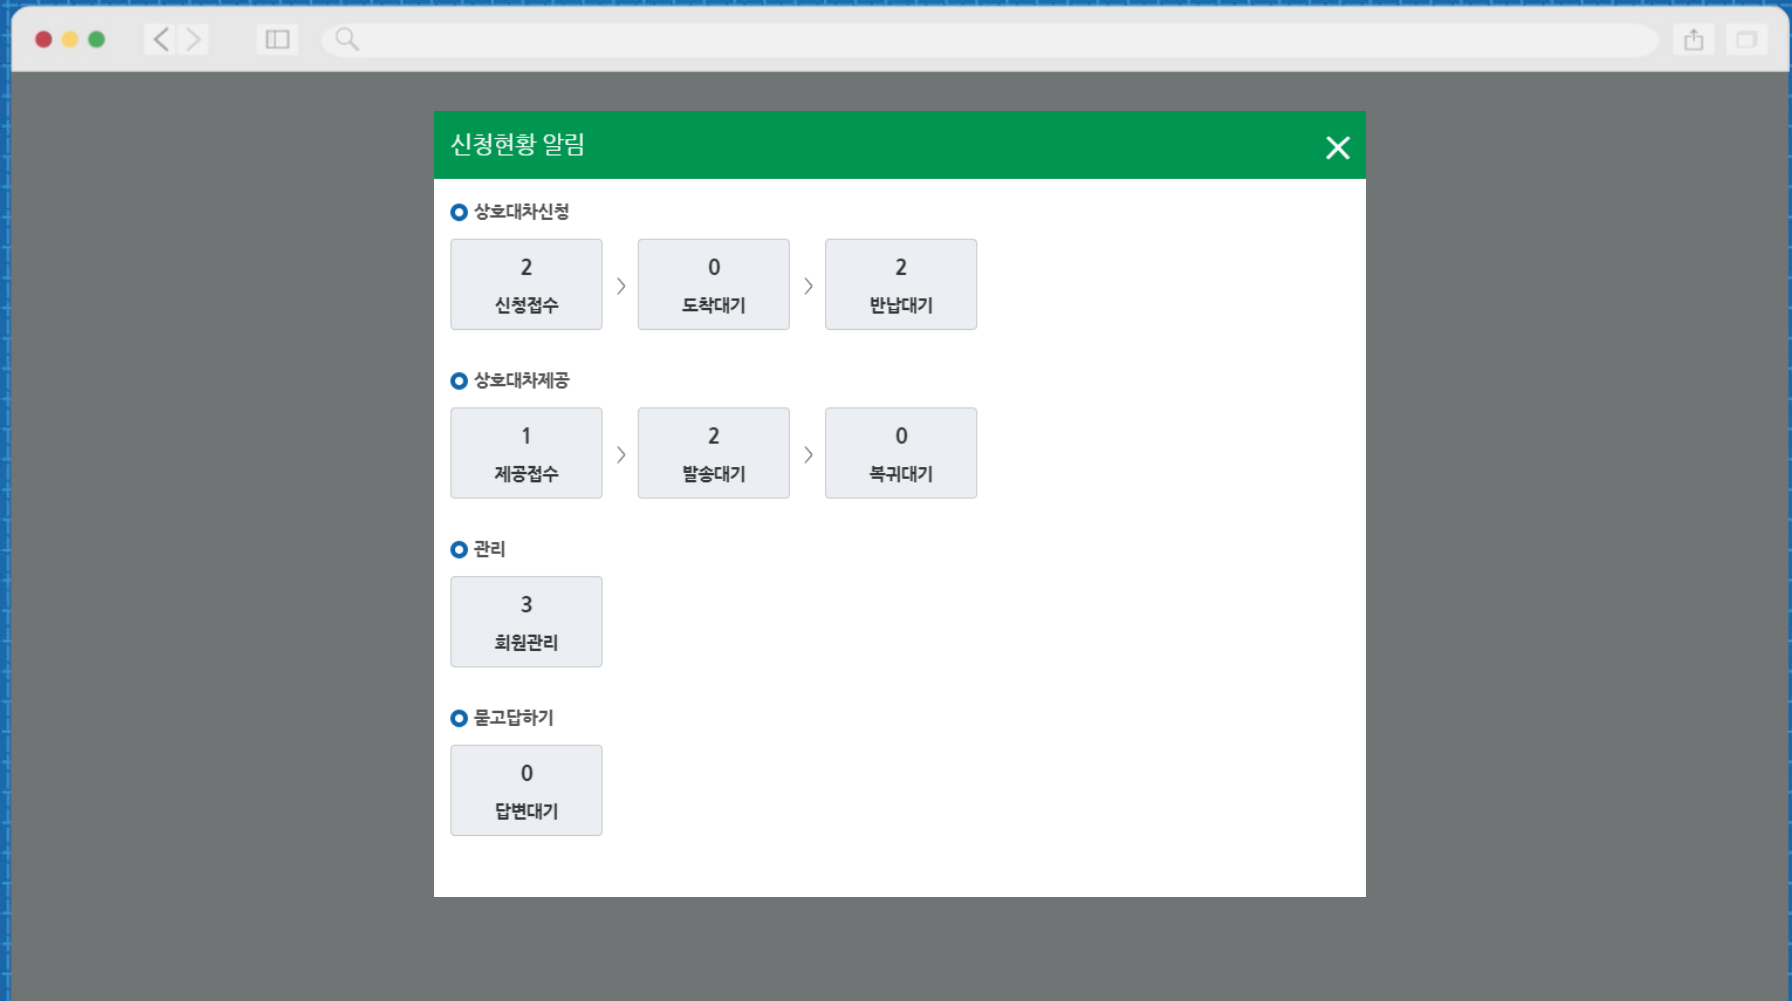 신청현황 알림
상호대차신청
2
신청접수
0
도착대기
2
반납대기
상호대차제공
1
제공접수
2
발송대기
0
복귀대기
관리
3
회원관리
묻고답하기
0
답변대기